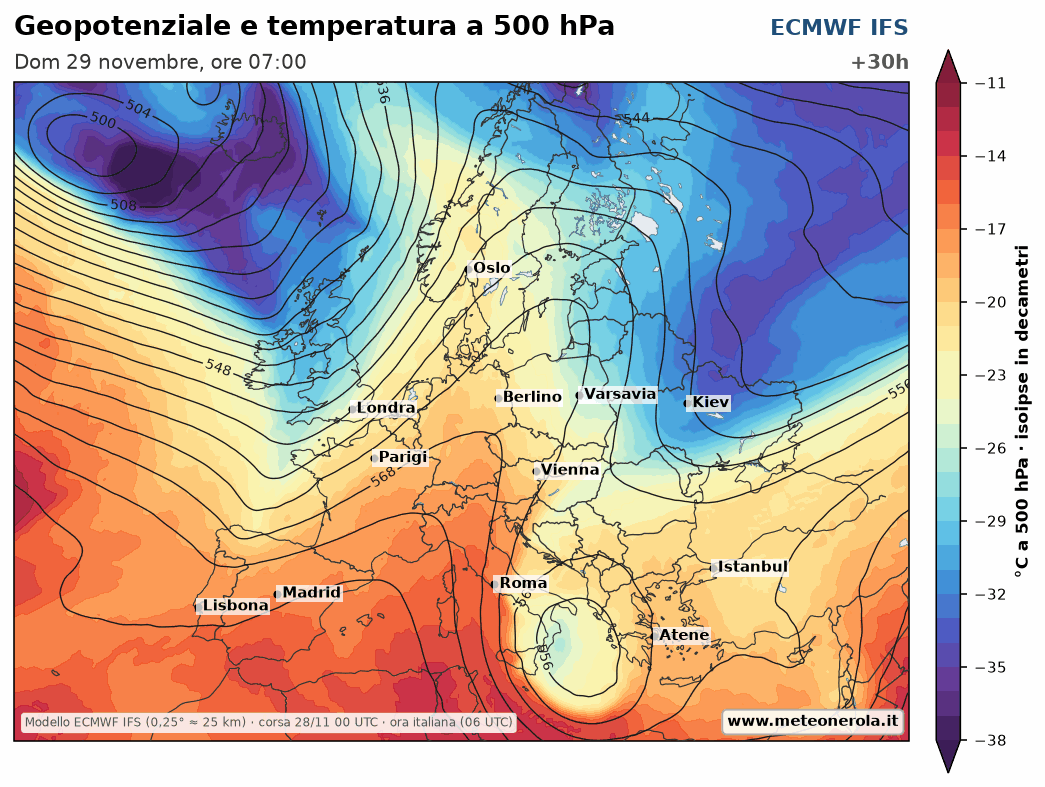 Geopotenziale e temperatura a 500 hPa
ECMWF IFS
Dom 29 novembre, ore 07:00
+30h
504
500
508
544
548
568
556
Oslo
Londra
Berlino
Varsavia
Kiev
Parigi
Vienna
Roma
Istanbul
Madrid
Lisbona
Atene
Modello ECMWF IFS (0,25° ≈ 25 km) · corsa 28/11 00 UTC · ora italiana (06 UTC)
www.meteonerola.it
−11
−14
−17
−20
−23
−26
−29
−32
−35
−38
°C a 500 hPa · isoipse in decametri